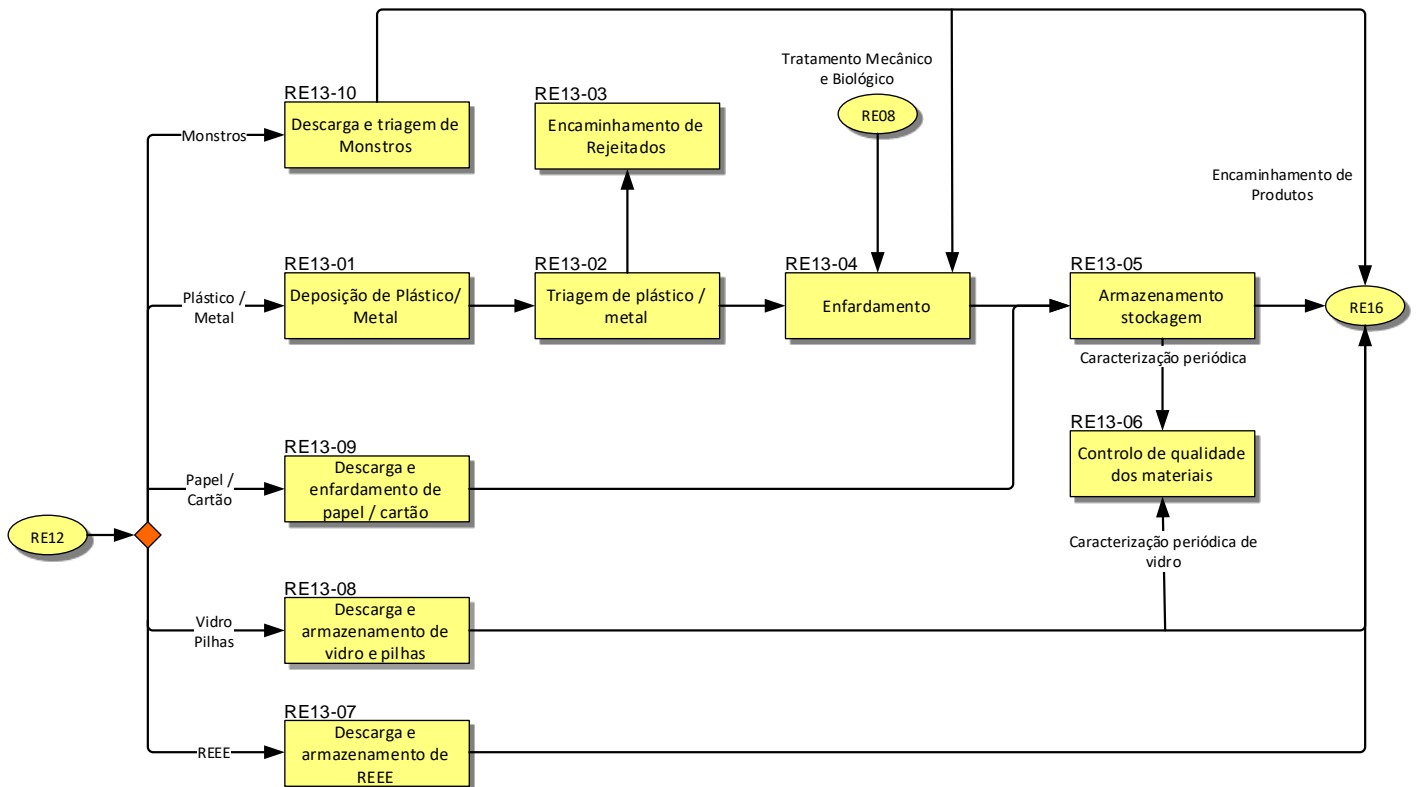 Tratamento Mecânico
e Biológico
RE13-10
Descarga e triagem de
Monstros
Monstros
RE13-03
Encaminhamento de
Rejeitados
RE08
Encaminhamento de
Produtos
RE13-01
Deposição de Plástico/
Metal
Plástico /
Metal
RE13-02
Triagem de plástico /
metal
RE13-04
Enfardamento
RE13-05
Armazenamento
stockagem
RE16
Caracterização periódica
RE13-06
Controlo de qualidade
dos materiais
RE13-09
Descarga e
enfardamento de
papel / cartão
Papel /
Cartão
RE12
Caracterização periódica de
vidro
RE13-08
Descarga e
armazenamento de
vidro e pilhas
Vidro
Pilhas
RE13-07
Descarga e
armazenamento de
REEE
REEE